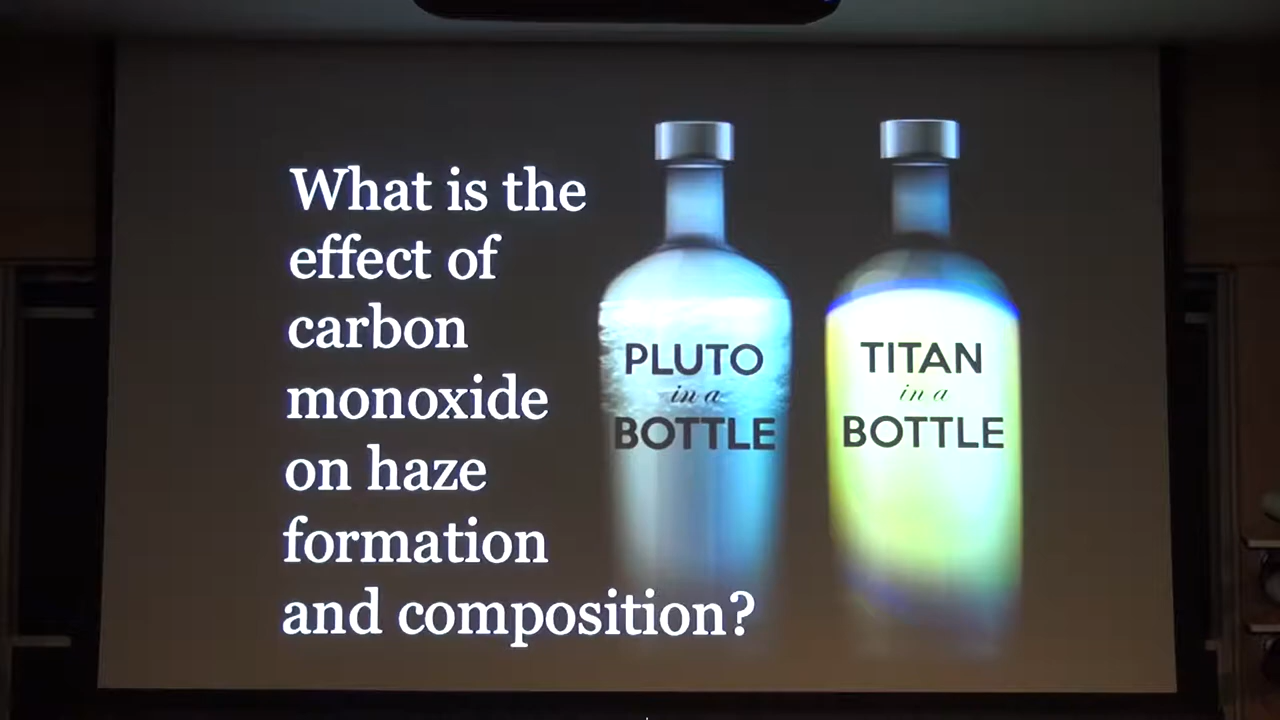 What is the
effect of
carbon
monoxide
on haze
formation
and composition?
PLUTO
in a
BOTTLE
TITAN
in a
BOTTLE